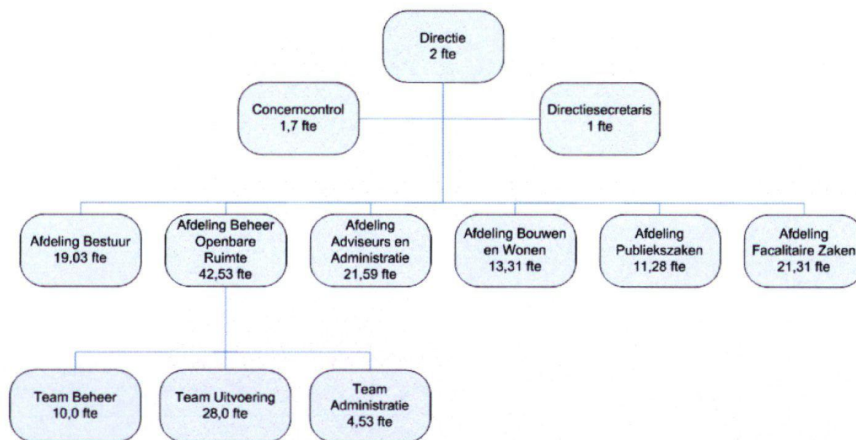 Directie
2 fte
Concerncontrol
1,7 fte
Directiesecretaris
1 fte
Afdeling Bestuur
19,03 fte
Afdeling Beheer
Openbare
Ruimte
42,53 fte
Afdeling
Adviseurs en
Administratie
21,59 fte
Afdeling Bouwen
en Wonen
13,31 fte
Afdeling
Publiekszaken
11,28 fte
Afdeling
Facalitaire Zaken
21,31 fte
Team Beheer
10,0 fte
Team Uitvoering
28,0 fte
Team
Administratie
4,53 fte